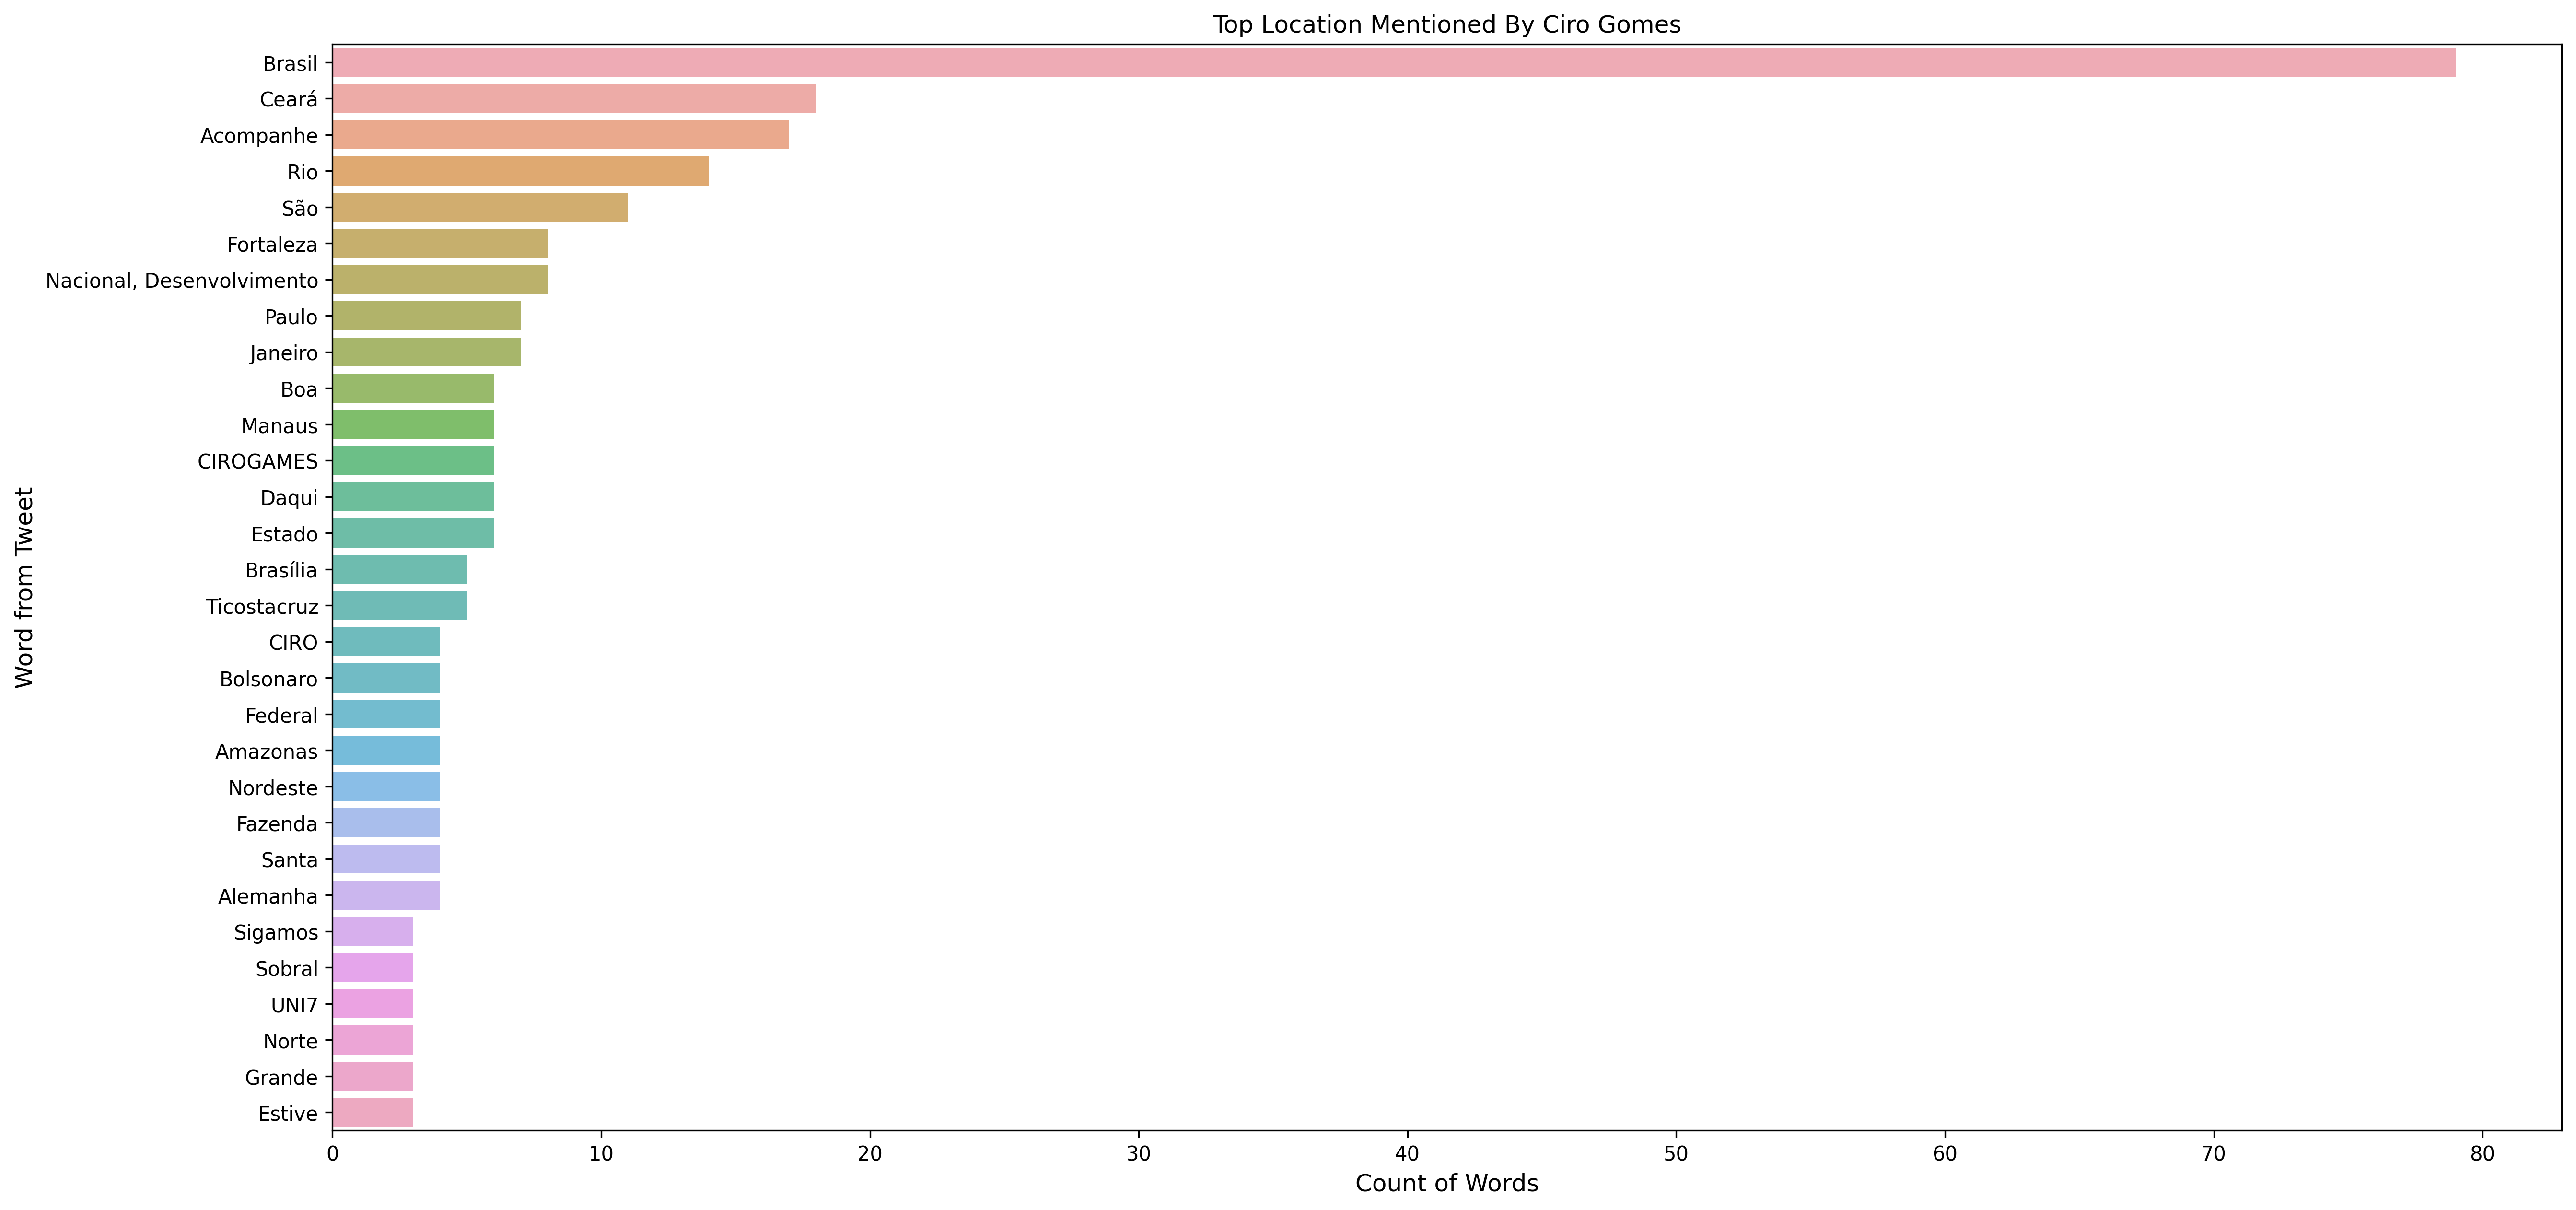 Top Location Mentioned By Ciro Gomes
Word from Tweet
Brasil
Ceará
Acompanhe
Rio
São
Fortaleza
Nacional, Desenvolvimento
Paulo
Janeiro
Boa
Manaus
CIROGAMES
Daqui
Estado
Brasília
Ticostacruz
CIRO
Bolsonaro
Federal
Amazonas
Nordeste
Fazenda
Santa
Alemanha
Sigamos
Sobral
UNI7
Norte
Grande
Estive
0 10 20 30 40 50 60 70 80
Count of Words